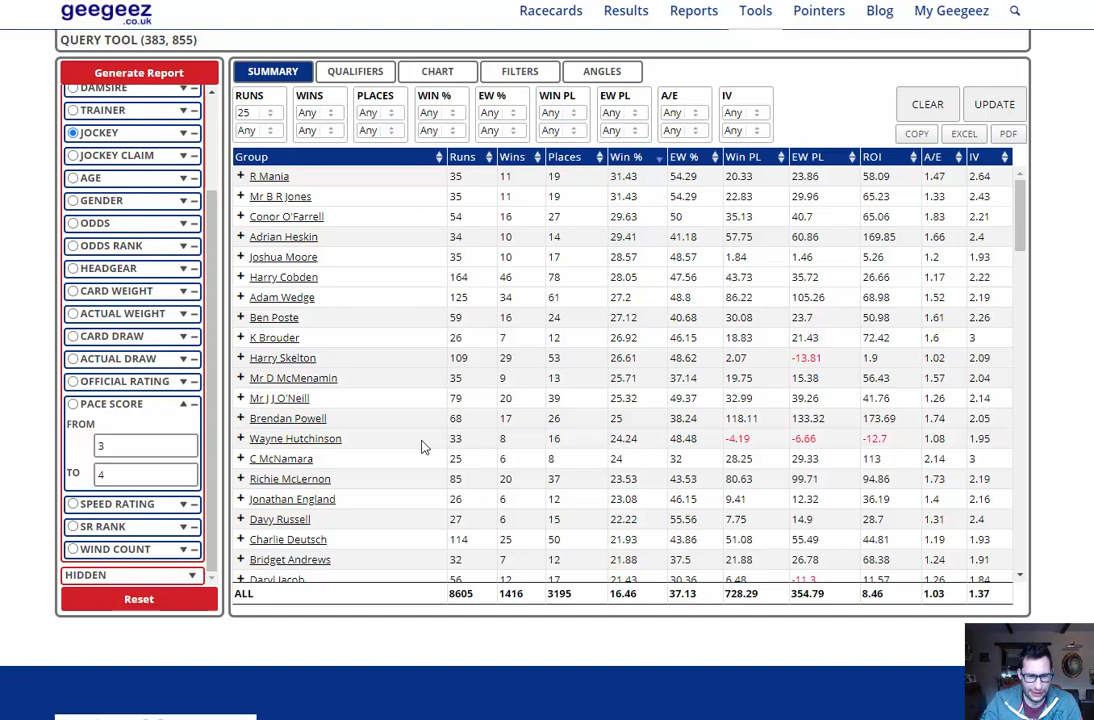 geegeez
.co.uk
Racecards Results Reports Tools Pointers Blog My Geegeez
QUERY TOOL (383, 855)
Generate Report
DAMSIRE
TRAINER
JOCKEY
JOCKEY CLAIM
AGE
GENDER
ODDS
ODDS RANK
HEADGEAR
CARD WEIGHT
ACTUAL WEIGHT
CARD DRAW
ACTUAL DRAW
OFFICIAL RATING
PACE SCORE
FROM
3
TO 4
SPEED RATING
SR RANK
WIND COUNT
HIDDEN
Reset
SUMMARY QUALIFIERS CHART FILTERS ANGLES
RUNS WINS PLACES WIN % EW % WIN PL EW PL A/E IV
25 Any Any Any Any Any Any Any Any
Any Any Any Any Any Any Any Any Any
CLEAR UPDATE
COPY EXCEL PDF
Group Runs Wins Places Win % EW % Win PL EW PL ROI A/E IV
+ R Mania 35 11 19 31.43 54.29 20.33 23.86 58.09 1.47 2.64
+ Mr B R Jones 35 11 19 31.43 54.29 22.83 29.96 65.23 1.33 2.43
+ Conor O'Farrell 54 16 27 29.63 50 35.13 40.7 65.06 1.83 2.21
+ Adrian Heskin 34 10 14 29.41 41.18 57.75 60.86 169.85 1.66 2.4
+ Joshua Moore 35 10 17 28.57 48.57 1.84 1.46 5.26 1.2 1.93
+ Harry Cobden 164 46 78 28.05 47.56 43.73 35.72 26.66 1.17 2.22
+ Adam Wedge 125 34 61 27.2 48.8 86.22 105.26 68.98 1.52 2.19
+ Ben Poste 59 16 24 27.12 40.68 30.08 23.7 50.98 1.61 2.26
+ K Brouder 26 7 12 26.92 46.15 18.83 21.43 72.42 1.6 3
+ Harry Skelton 109 29 53 26.61 48.62 2.07 -13.81 1.9 1.02 2.09
+ Mr D McMenamin 35 9 13 25.71 37.14 19.75 15.38 56.43 1.57 2.04
+ Mr J J O'Neill 79 20 39 25.32 49.37 32.99 39.26 41.76 1.26 2.14
+ Brendan Powell 68 17 26 25 38.24 118.11 133.32 173.69 1.74 2.05
+ Wayne Hutchinson 33 8 16 24.24 48.48 -4.19 -6.66 -12.7 1.08 1.95
+ C McNamara 25 6 8 24 32 28.25 29.33 113 2.14 3
+ Richie McLernon 85 20 37 23.53 43.53 80.63 99.71 94.86 1.73 2.19
+ Jonathan England 26 6 12 23.08 46.15 9.41 12.32 36.19 1.4 2.16
+ Davy Russell 27 6 15 22.22 55.56 7.75 14.9 28.7 1.31 2.4
+ Charlie Deutsch 114 25 50 21.93 43.86 51.08 55.49 44.81 1.19 1.93
+ Bridget Andrews 32 7 12 21.88 37.5 21.88 26.78 68.38 1.24 1.91
+ Daryl Jacob 56 12 17 21.43 30.36 6.48 -11.3 11.57 1.26 1.84
ALL 8605 1416 3195 16.46 37.13 728.29 354.79 8.46 1.03 1.37